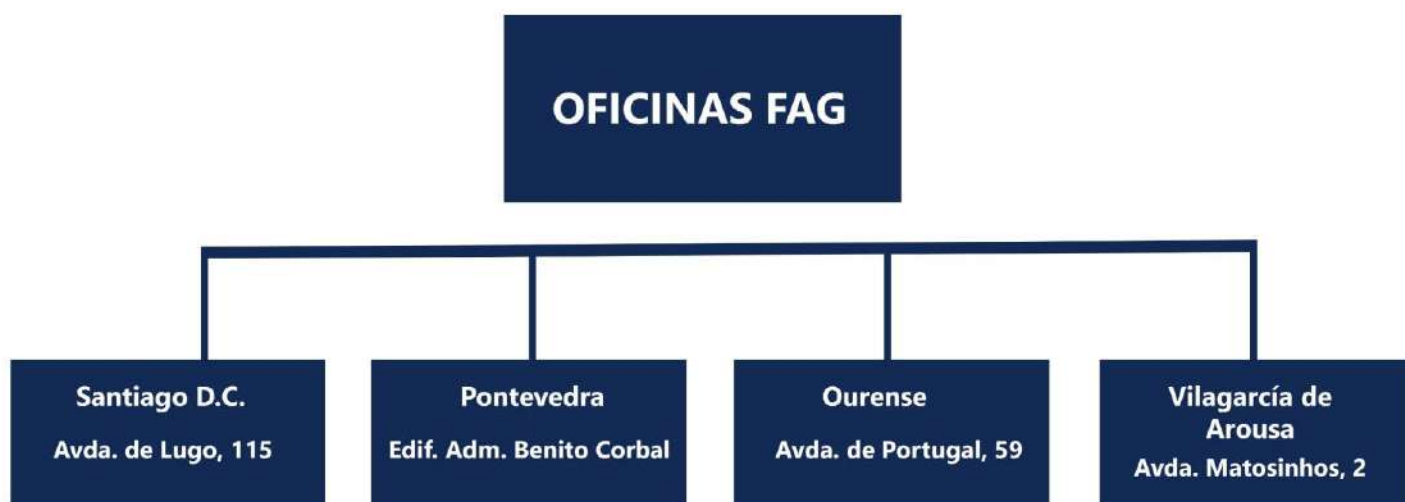 OFICINAS FAG
Santiago D.C.
Avda. de Lugo, 115
Pontevedra
Edif. Adm. Benito Corbal
Ourense
Avda. de Portugal, 59
Vilagarcía de
Arousa
Avda. Matosinhos, 2